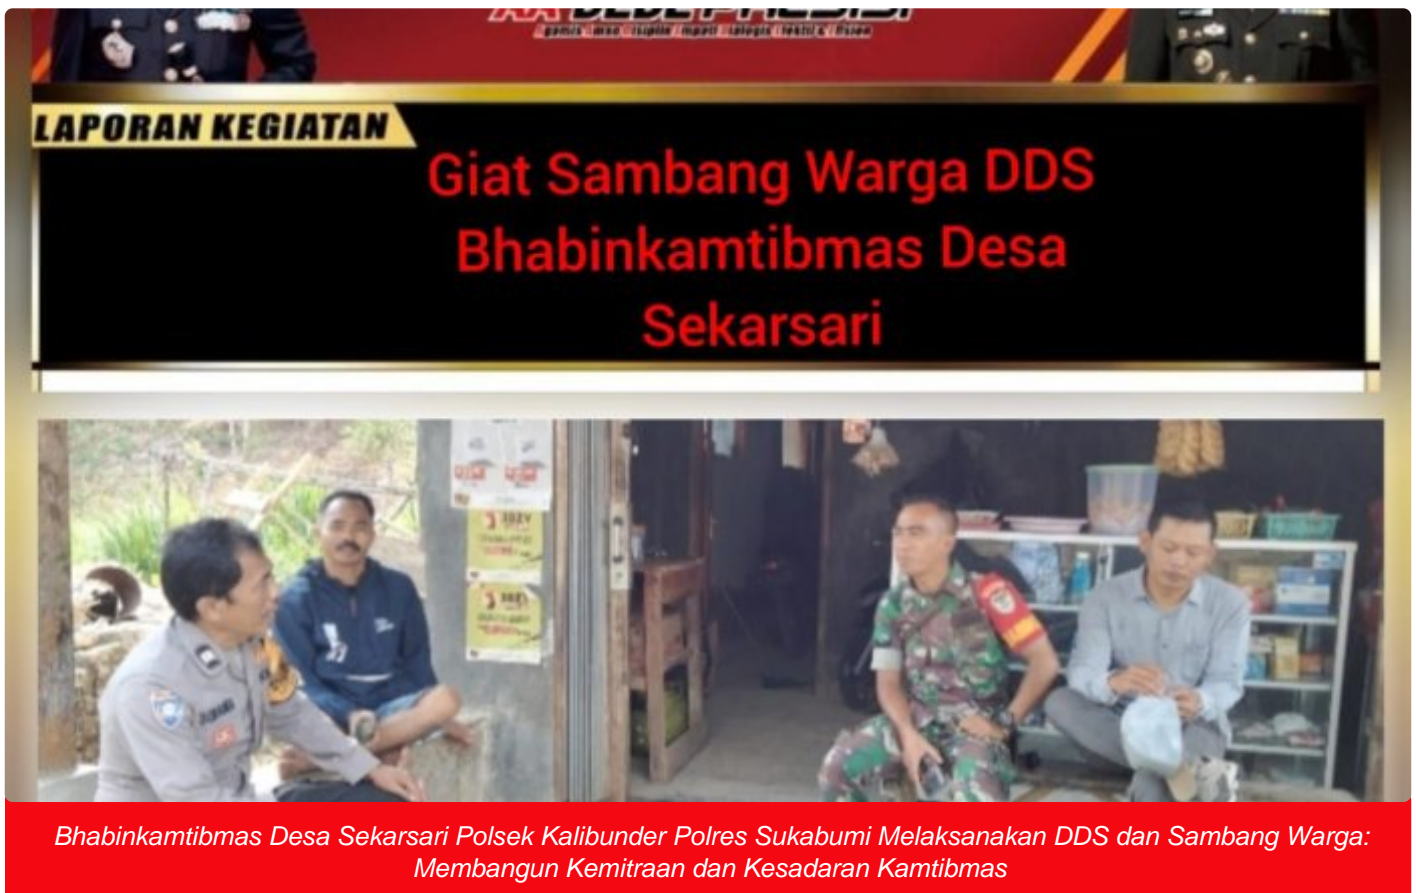 LAPORAN KEGIATAN
Giat Sambang Warga DDS
Bhabinkamtibmas Desa
Sekarsari
Bhabinkamtibmas Desa Sekarsari Polsek Kalibunder Polres Sukabumi Melaksanakan DDS dan Sambang Warga:
Membangun Kemitraan dan Kesadaran Kamtibmas